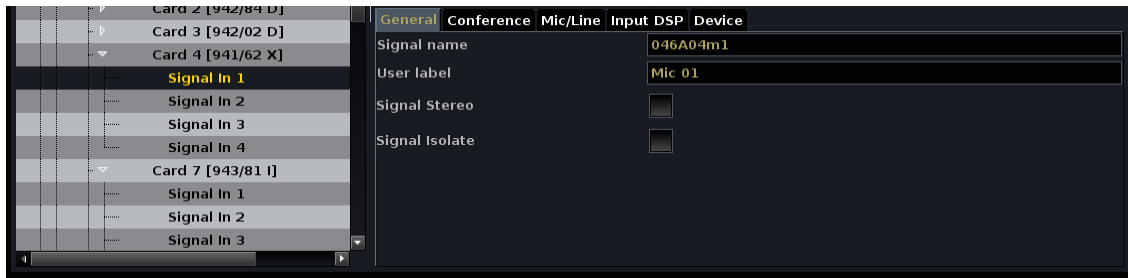 Card 2 [942/84 D]
Card 3 [942/02 D]
Card 4 [941/62 X]
Signal In 1
Signal In 2
Signal In 3
Signal In 4
Card 7 [943/81 I]
Signal In 1
Signal In 2
Signal In 3
General Conference Mic/Line Input DSP Device
Signal name 046A04m1
User label Mic 01
Signal Stereo
Signal Isolate